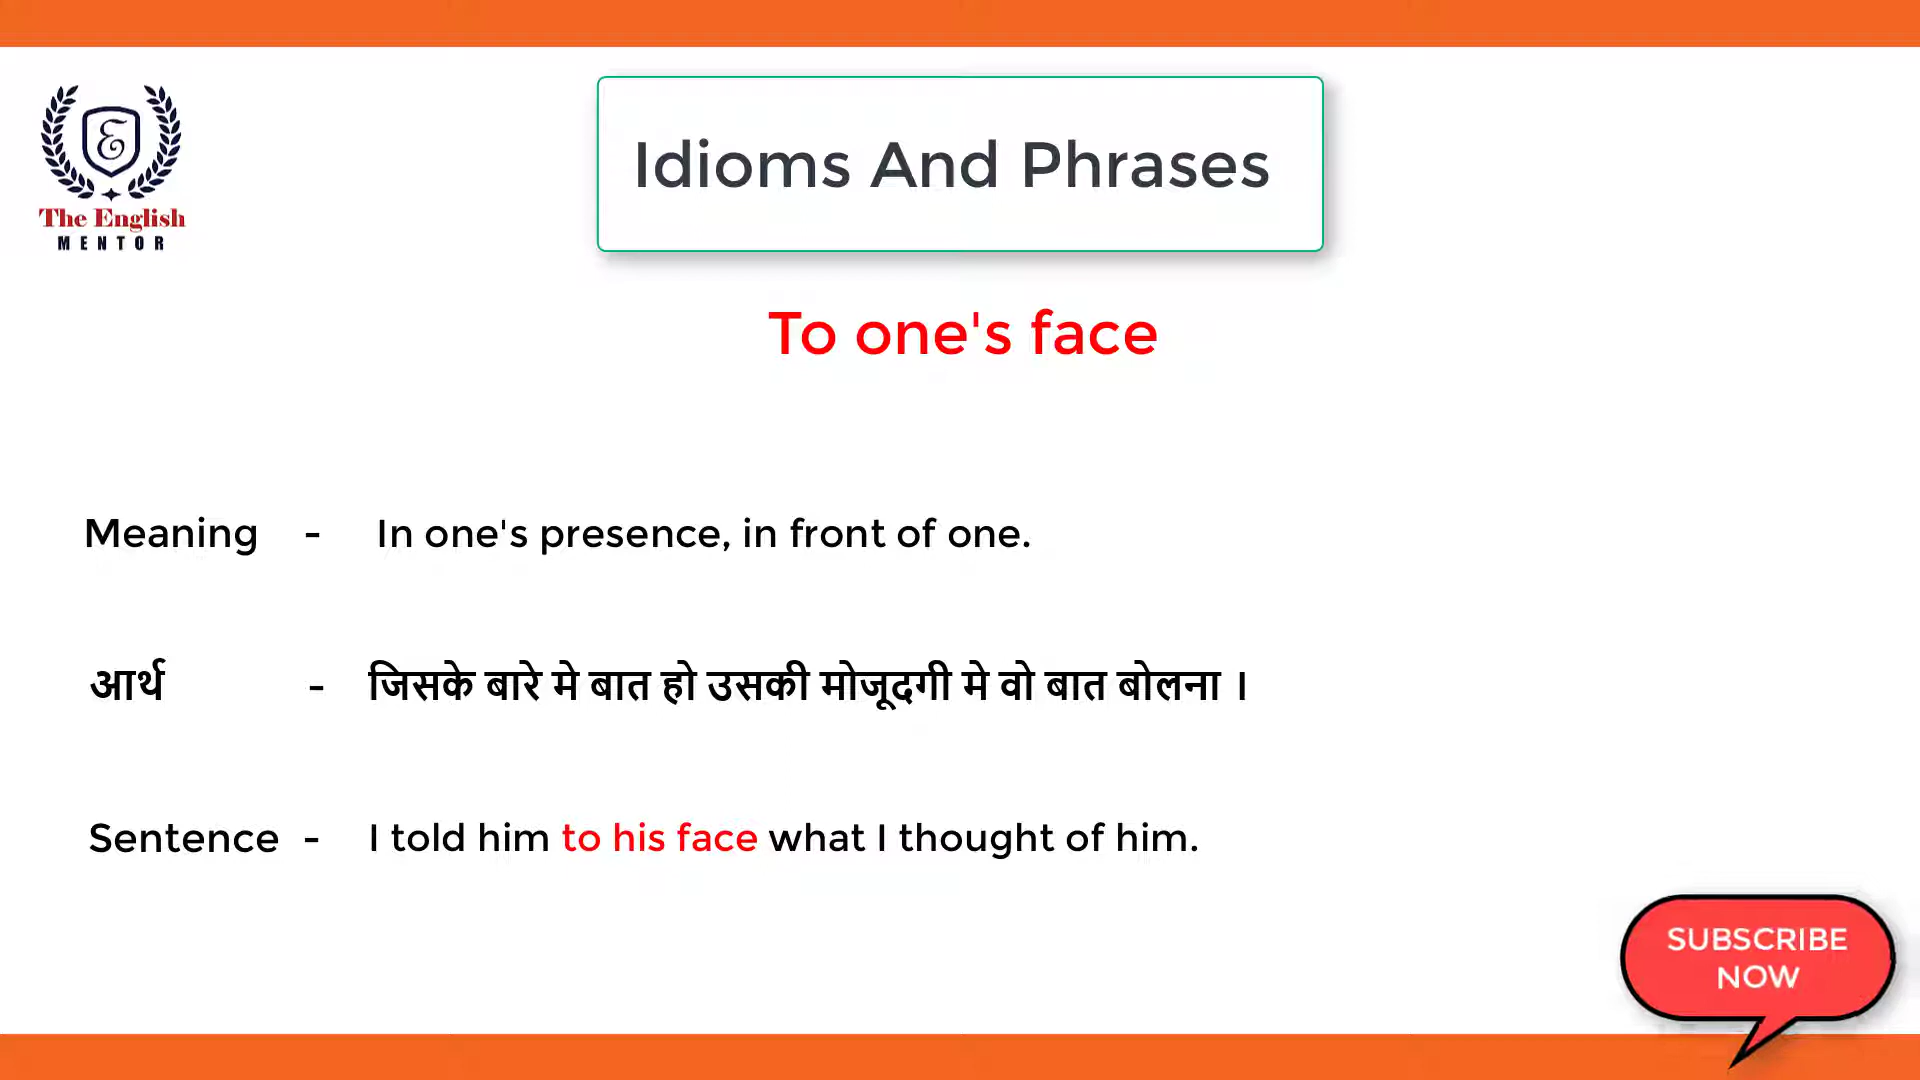 The English
MENTOR
Idioms And Phrases
To one's face
Meaning - In one's presence, in front of one.
आर्थ - जिसके बारे मे बात हो उसकी मोजूदगी मे वो बात बोलना ।
Sentence - I told him to his face what I thought of him.
SUBSCRIBE
NOW